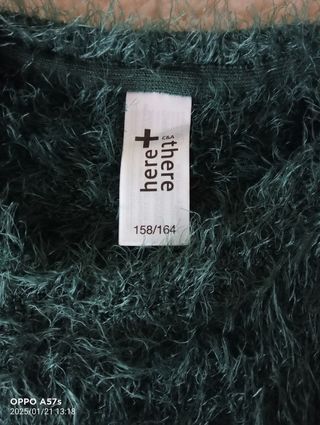 here+there
C&A
158/164
OPPO A57s
2025/01/21 13:18